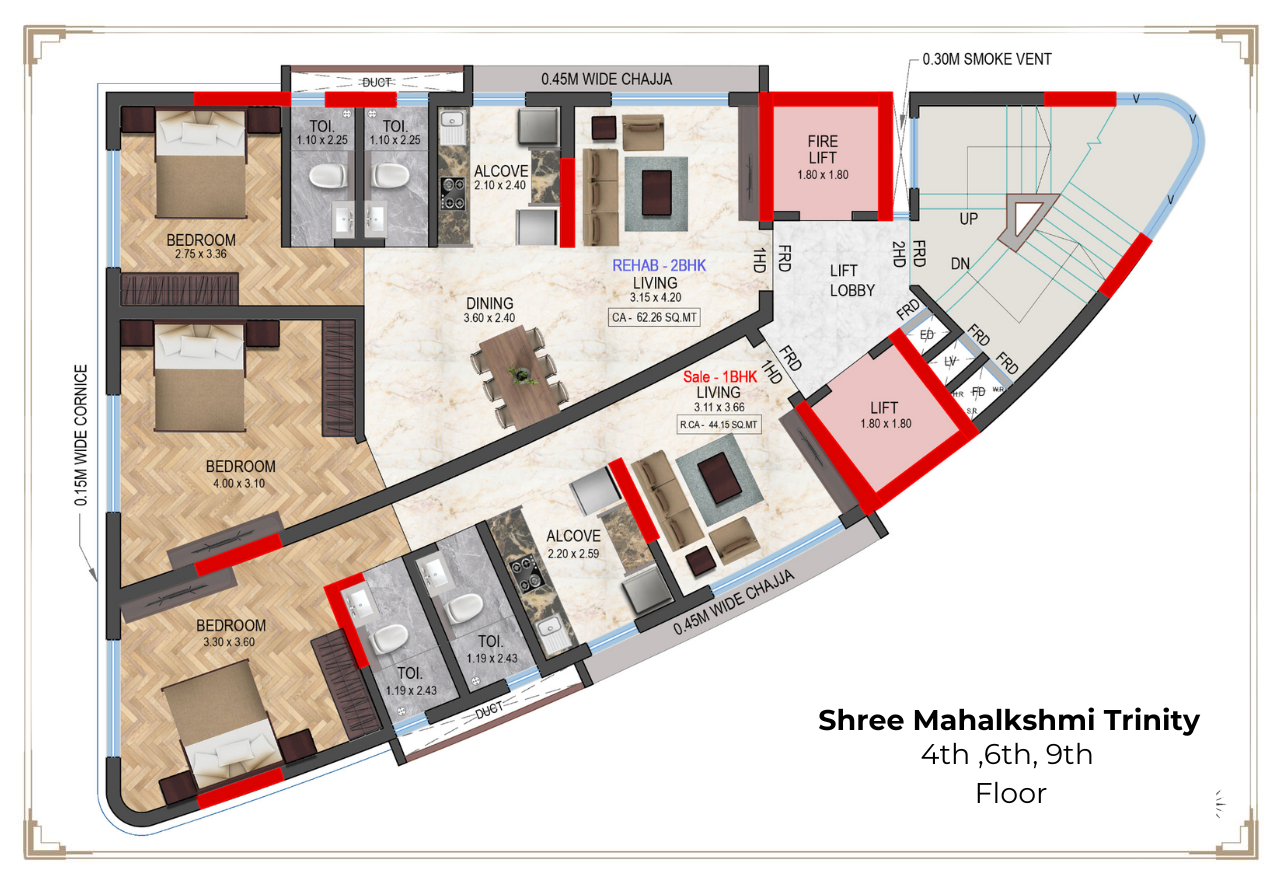 0.30M SMOKE VENT
DUCT
0.45M WIDE CHAJJA
V
V
V
TOI.
1.10 x 2.25
TOI.
1.10 x 2.25
ALCOVE
2.10 x 2.40
FIRE
LIFT
1.80 x 1.80
BEDROOM
2.75 x 3.36
UP
DN
1HD
FRD
2HD
FRD
LIFT
LOBBY
REHAB - 2BHK
LIVING
3.15 x 4.20
CA - 62.26 SQ.MT
DINING
3.60 x 2.40
FRD
FRD
FRD
ED
LV
FD
H.R
W.R
S.R
1HD
FRD
Sale - 1BHK
LIVING
3.11 x 3.66
R.CA - 44.15 SQ.MT
LIFT
1.80 x 1.80
0.15M WIDE CORNICE
BEDROOM
4.00 x 3.10
ALCOVE
2.20 x 2.59
0.45M WIDE CHAJJA
BEDROOM
3.30 x 3.60
TOI.
1.19 x 2.43
TOI.
1.19 x 2.43
DUCT
Shree Mahalkshmi Trinity
4th ,6th, 9th
Floor